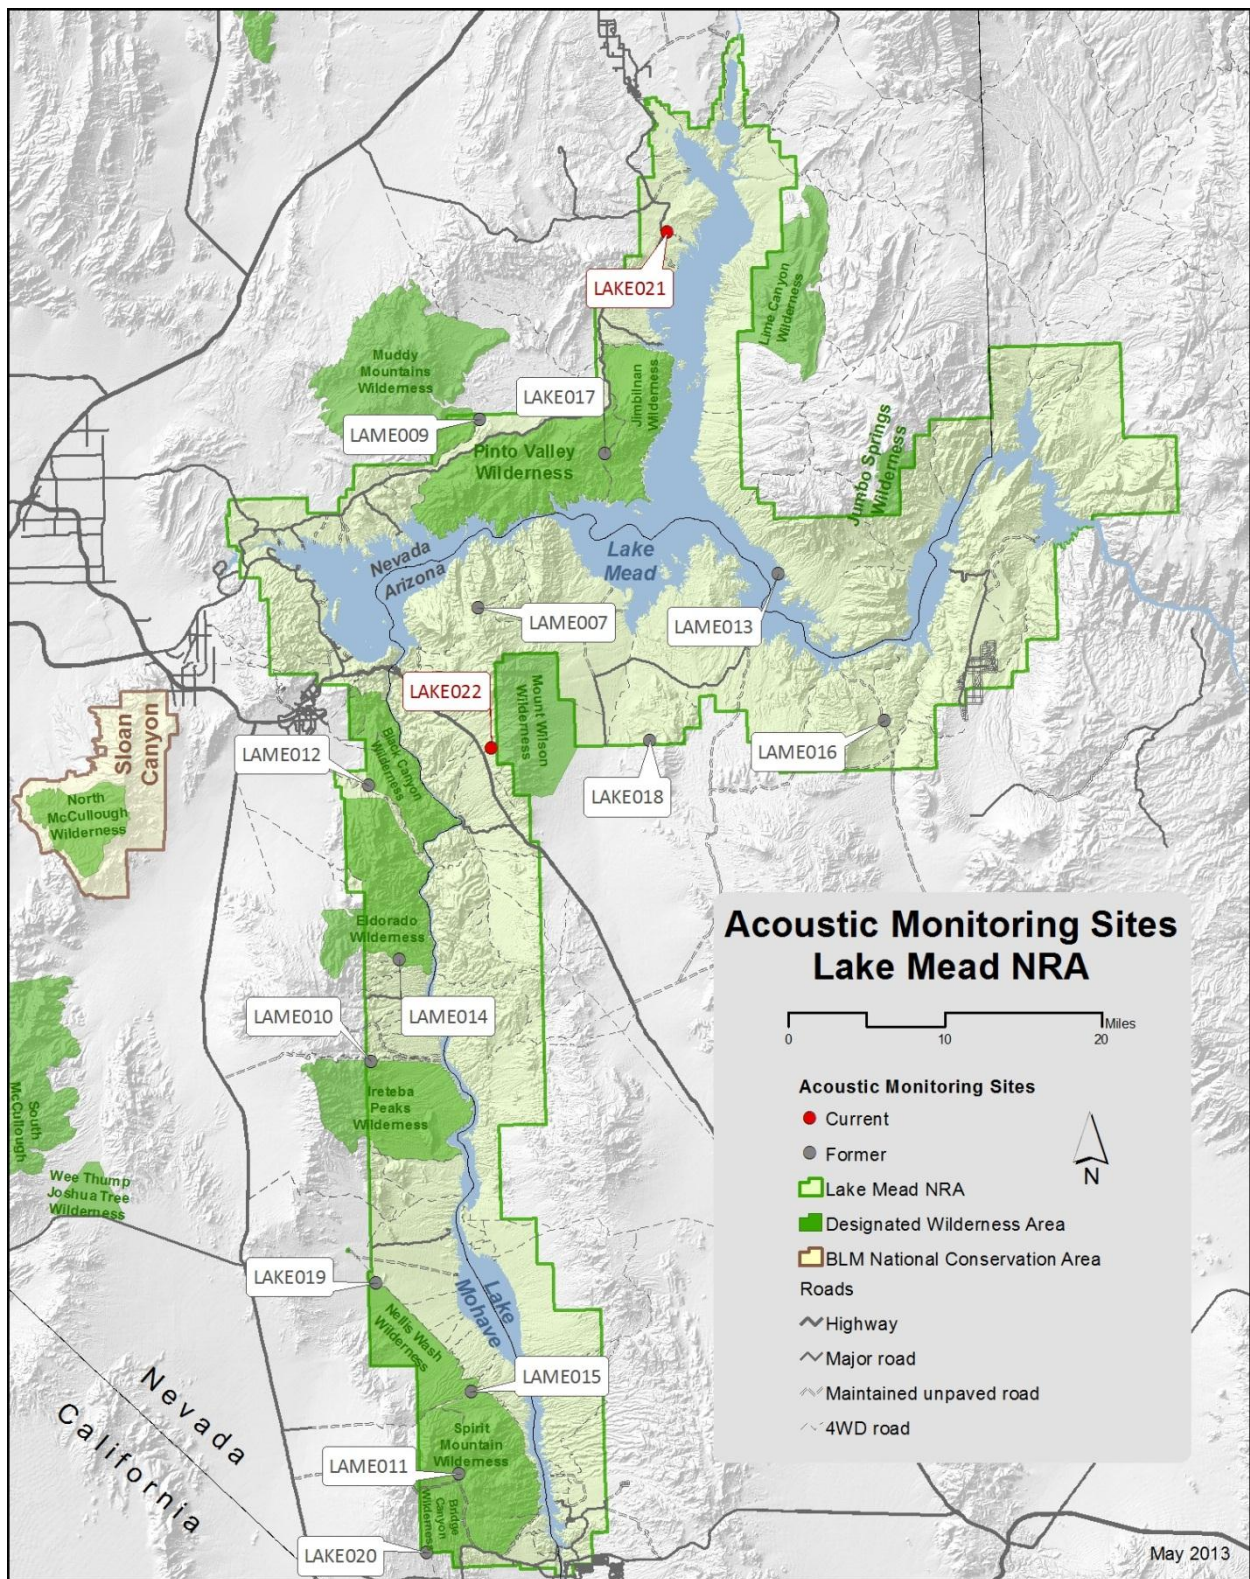 LAKE021
Lime Canyon
Wilderness
Muddy
Mountains
Wilderness
LAKE017
Jimbilnan
Wilderness
LAME009
Pinto Valley
Wilderness
Jumbo Springs
Wilderness
Nevada
Arizona
Lake
Mead
LAME007
LAME013
LAKE022
Mount Wilson
Wilderness
Sloan
Canyon
Black Canyon
Wilderness
LAME012
LAME016
LAKE018
North
McCullough
Wilderness
Eldorado
Wilderness
Acoustic Monitoring Sites
Lake Mead NRA
LAME010
LAME014
Miles
0
10
20
Acoustic Monitoring Sites
Current
Former
N
Lake Mead NRA
Designated Wilderness Area
BLM National Conservation Area
Roads
Highway
Major road
Maintained unpaved road
4WD road
Ireteba
Peaks
Wilderness
South
McCullough
Wee Thump
Joshua Tree
Wilderness
LAKE019
Lake
Mohave
Nellis Wash
Wilderness
LAME015
Nevada
California
Spirit
Mountain
Wilderness
LAME011
Bridge
Canyon
Wilderness
LAKE020
May 2013